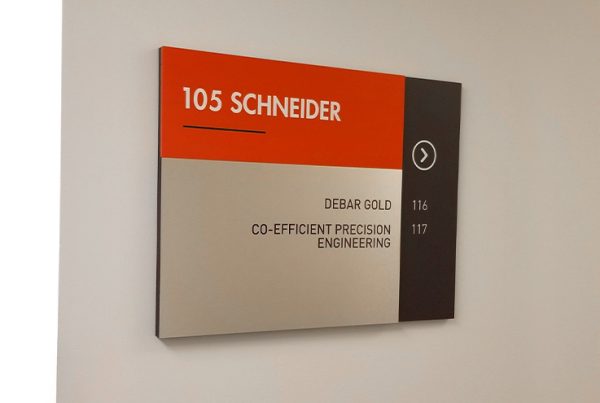 105 SCHNEIDER
DEBAR GOLD 116
CO-EFFICIENT PRECISION 117
ENGINEERING